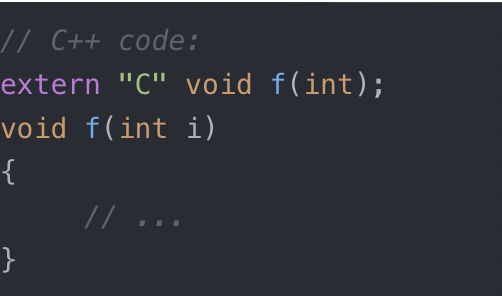 // C++ code:
extern "C" void f(int);
void f(int i)
{
     // ...
}